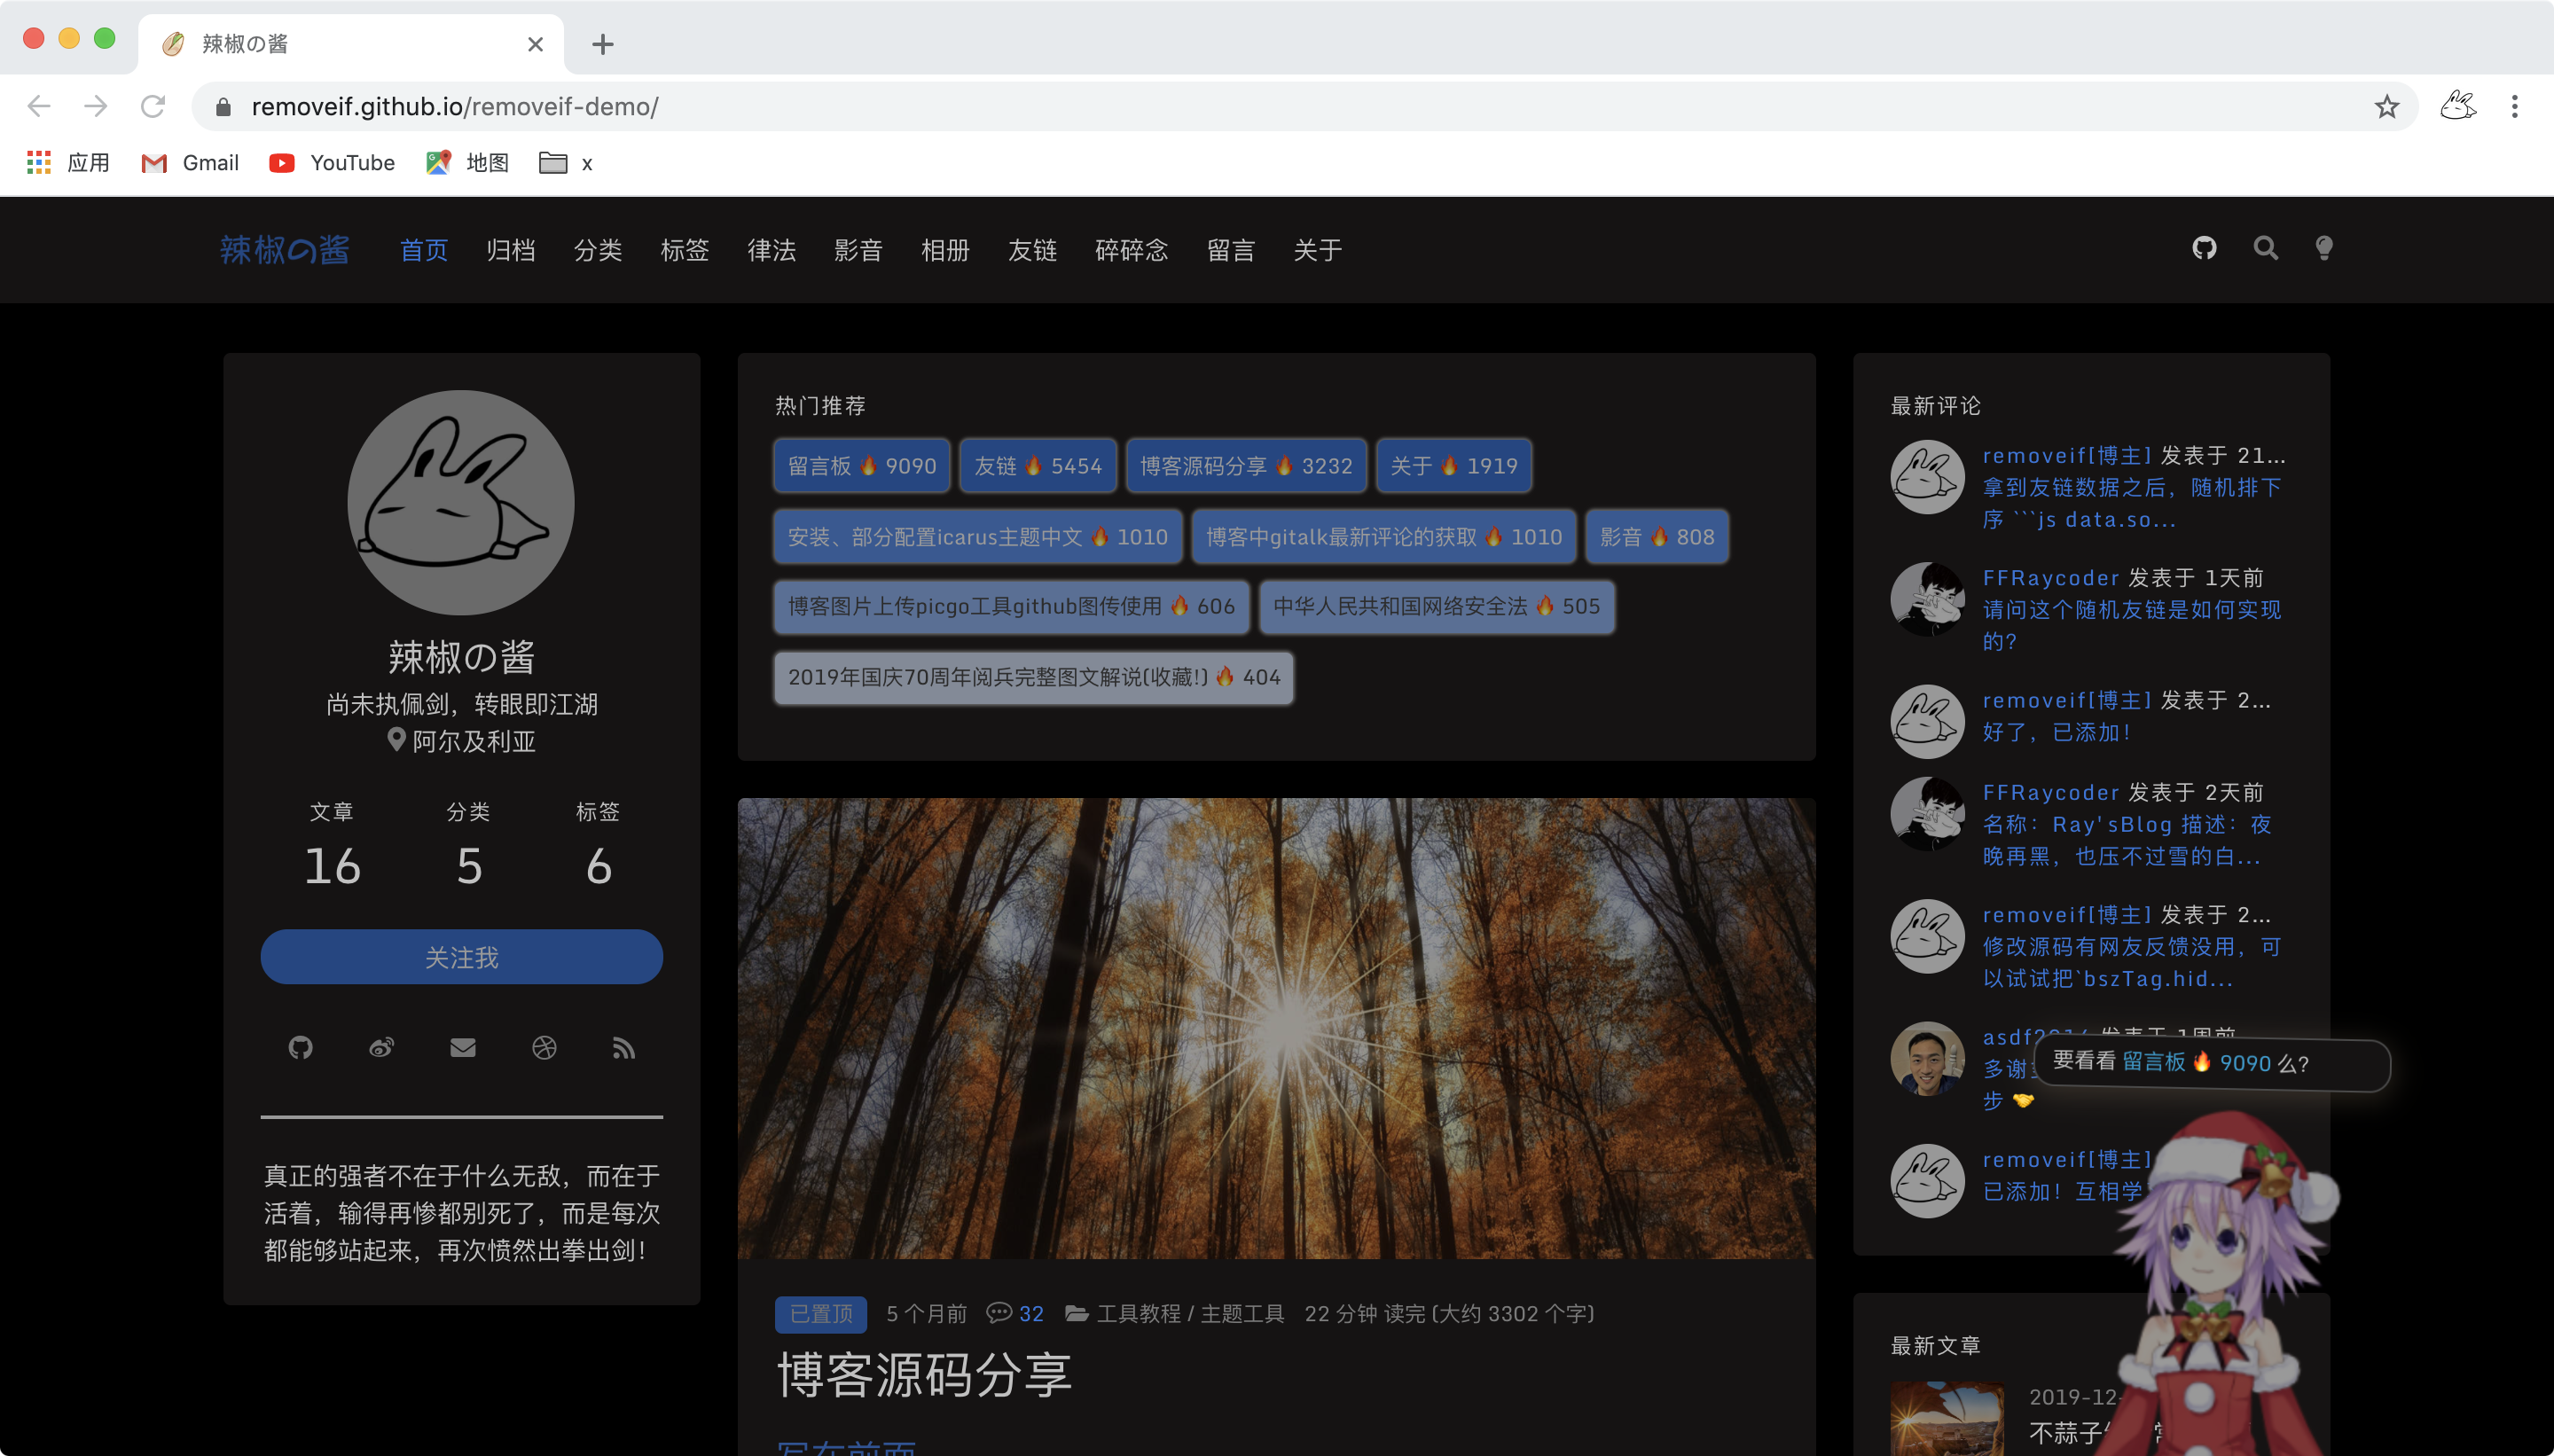 辣椒の酱
removeif.github.io/removeif-demo/
应用 Gmail YouTube 地图 x
辣椒の酱 首页 归档 分类 标签 律法 影音 相册 友链 碎碎念 留言 关于
辣椒の酱
尚未执佩剑，转眼即江湖
阿尔及利亚
文章 分类 标签
16 5 6
关注我
真正的强者不在于什么无敌，而在于
活着，输得再惨都别死了，而是每次
都能够站起来，再次愤然出拳出剑！
热门推荐
留言板🔥 9090 友链🔥 5454 博客源码分享🔥 3232 关于🔥 1919
安装、部分配置icarus主题中文🔥 1010 博客中gitalk最新评论的获取🔥 1010 影音🔥 808
博客图片上传picgo工具github图传使用🔥 606 中华人民共和国网络安全法🔥 505
2019年国庆70周年阅兵完整图文解说(收藏!)🔥 404
已置顶 5 个月前 32 工具教程 / 主题工具 22 分钟 读完 (大约 3302 个字)
博客源码分享
写在前面
最新评论
removeif[博主] 发表于 21...
拿到友链数据之后，随机排下
序 ```js data.so...
FFRaycoder 发表于 1天前
请问这个随机友链是如何实现
的？
removeif[博主] 发表于 2...
好了，已添加！
FFRaycoder 发表于 2天前
名称：Ray'sBlog 描述：夜
晚再黑，也压不过雪的白...
removeif[博主] 发表于 2...
修改源码有网友反馈没用，可
以试试把`bszTag.hid...
asdf2014 发表于 1周前
要看看 留言板🔥 9090 么？
多谢
步 🤝
removeif[博主]
已添加！互相学
最新文章
2019-12-
不蒜子